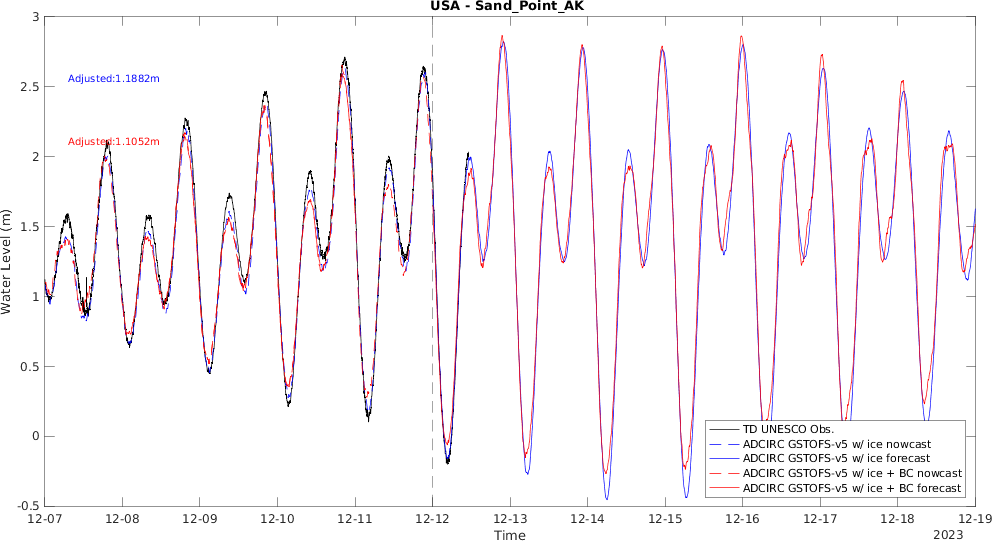 USA - Sand_Point_AK
3
2.5
2
1.5
1
0.5
0
-0.5
Water Level (m)
Adjusted:1.1882m
Adjusted:1.1052m
TD UNESCO Obs.
ADCIRC GSTOFS-v5 w/ ice nowcast
ADCIRC GSTOFS-v5 w/ ice forecast
ADCIRC GSTOFS-v5 w/ice + BC nowcast
ADCIRC GSTOFS-v5 w/ice + BC forecast
12-07 12-08 12-09 12-10 12-11 12-12 12-13 12-14 12-15 12-16 12-17 12-18 12-19
Time
2023